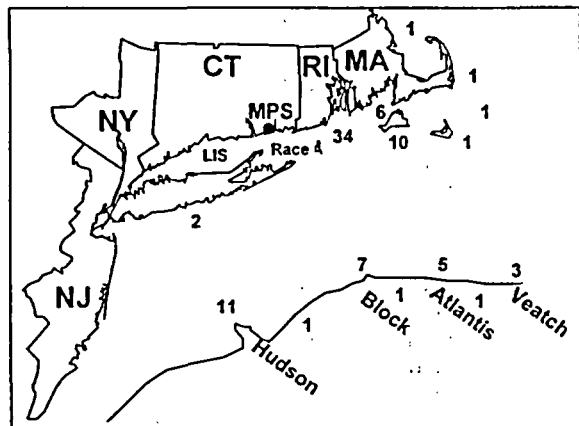 1
CT
RI
MA
1
NY
MPS
6
1
LIS
Race
34
10
1
2
7
5
3
NJ
11
1
Block
1
Atlantis
1
Veatch
Hudson